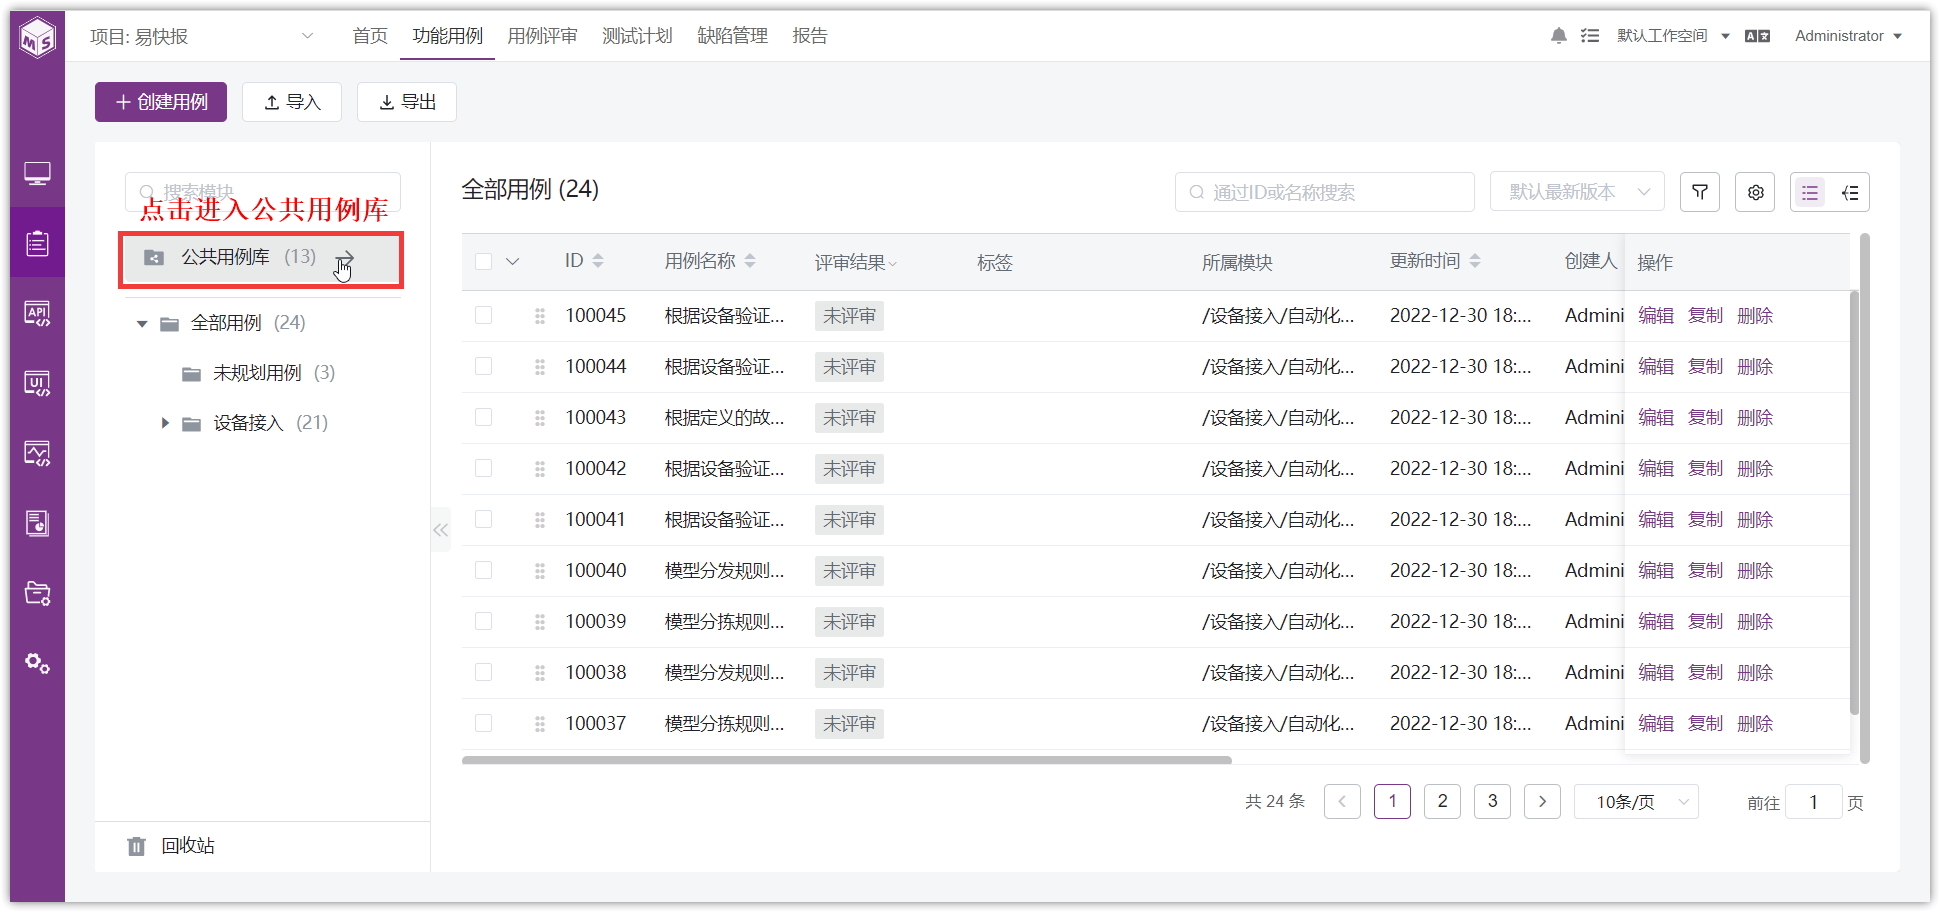 项目: 易快报
首页
功能用例
用例评审
测试计划
缺陷管理
报告
默认工作空间
Administrator
创建用例
导入
导出
搜索模块
点击进入公共用例库
公共用例库 (13)
全部用例 (24)
未规划用例 (3)
设备接入 (21)
回收站
全部用例 (24)
通过ID或名称搜索
默认最新版本
ID 用例名称 评审结果 标签 所属模块 更新时间 创建人 操作
100045 根据设备验证... 未评审 /设备接入/自动化... 2022-12-30 18:... Admini 编辑 复制 删除
100044 根据设备验证... 未评审 /设备接入/自动化... 2022-12-30 18:... Admini 编辑 复制 删除
100043 根据定义的故... 未评审 /设备接入/自动化... 2022-12-30 18:... Admini 编辑 复制 删除
100042 根据设备验证... 未评审 /设备接入/自动化... 2022-12-30 18:... Admini 编辑 复制 删除
100041 根据设备验证... 未评审 /设备接入/自动化... 2022-12-30 18:... Admini 编辑 复制 删除
100040 模型分发规则... 未评审 /设备接入/自动化... 2022-12-30 18:... Admini 编辑 复制 删除
100039 模型分拣规则... 未评审 /设备接入/自动化... 2022-12-30 18:... Admini 编辑 复制 删除
100038 模型分发规则... 未评审 /设备接入/自动化... 2022-12-30 18:... Admini 编辑 复制 删除
100037 模型分拣规则... 未评审 /设备接入/自动化... 2022-12-30 18:... Admini 编辑 复制 删除
共 24 条 1 2 3 10条/页 前往 1 页
MS
API
UI